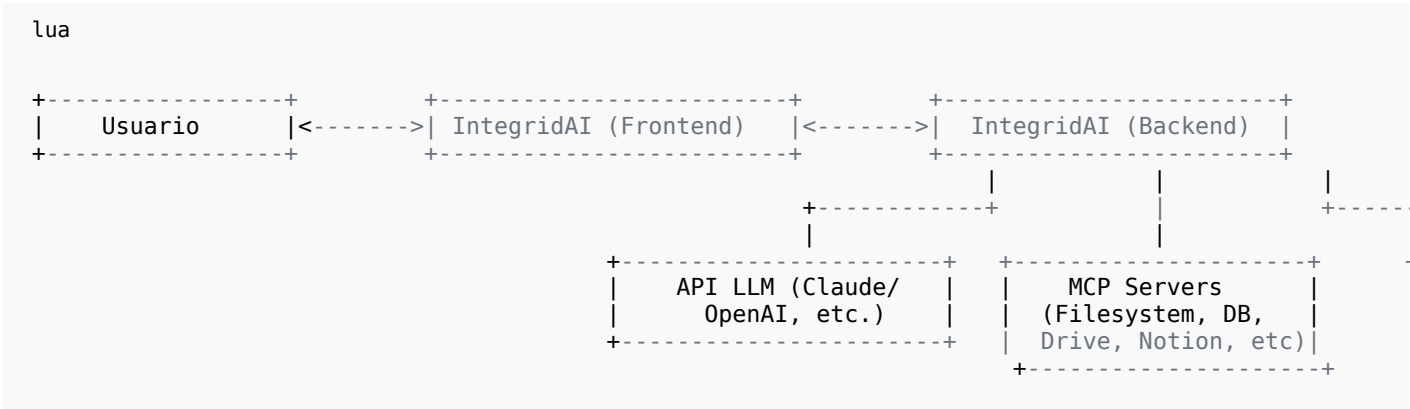 lua
+-----------------+         +-------------------------+         +-------------------------+
|     Usuario      |<------->| IntegridAI (Frontend)   |<------->|  IntegridAI (Backend)  |
+-----------------+         +-------------------------+         +-------------------------+
|           |           |
+------------+           |           +-----
|                        |
+-----------------------+   +---------------------+      -
|    API LLM (Claude/   |   |    MCP Servers      |
|      OpenAI, etc.)    |   |  (Filesystem, DB,   |
+-----------------------+   |  Drive, Notion, etc)|
+---------------------+